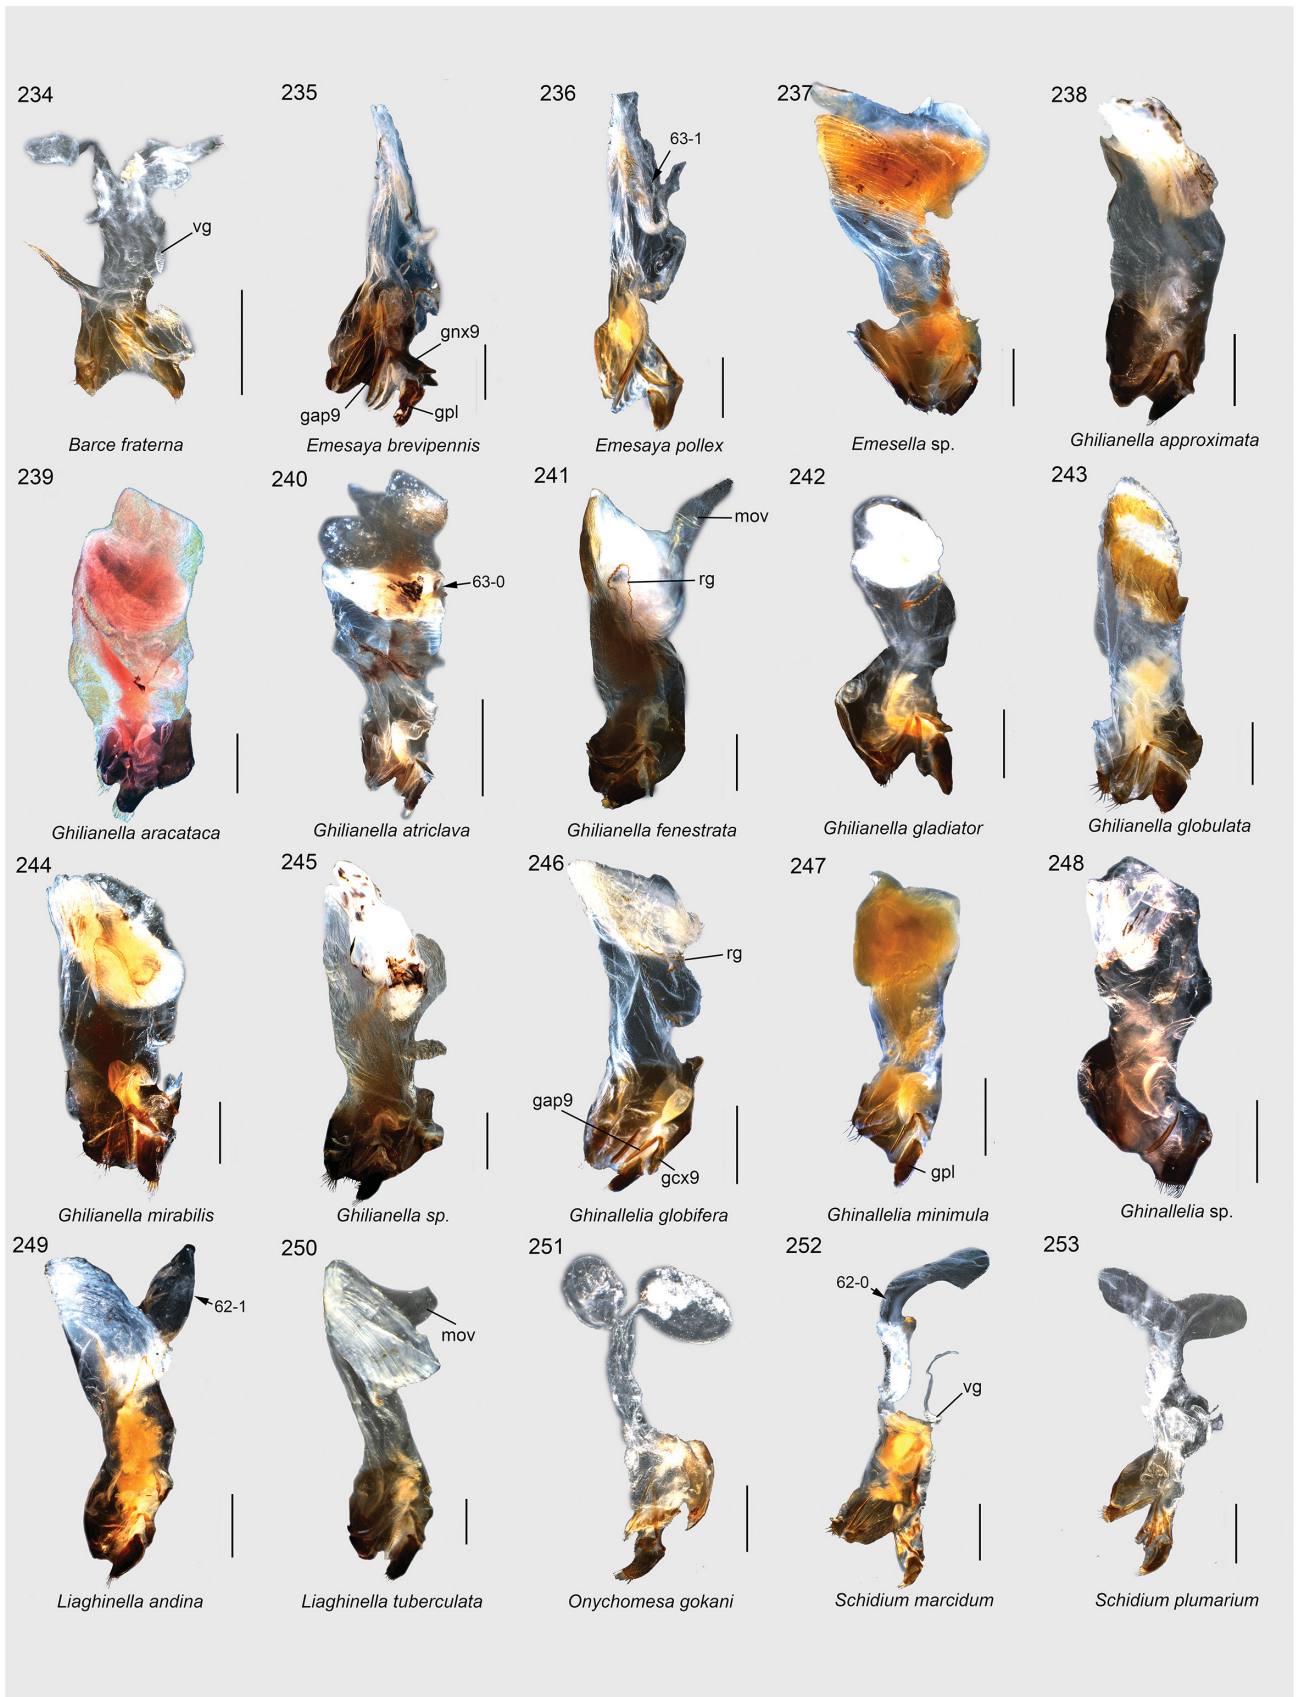 234
235
236
237
238
63-1
vg
gnx9
gap9
gpl
Barce fraterna
Emesaya brevipennis
Emesaya pollex
Emesella sp.
Ghilianella approximata
239
240
241
242
243
mov
rg
63-0
Ghilianella aracataca
Ghilianella atriclava
Ghilianella fenestrata
Ghilianella gladiator
Ghilianella globulata
244
245
246
247
248
rg
gap9
gcx9
gpl
Ghilianella mirabilis
Ghilianella sp.
Ghinallelia globifera
Ghinallelia minimula
Ghinallelia sp.
249
250
251
252
253
62-1
mov
62-0
vg
Liaghinella andina
Liaghinella tuberculata
Onychomesa gokani
Schidium marcidum
Schidium plumarium